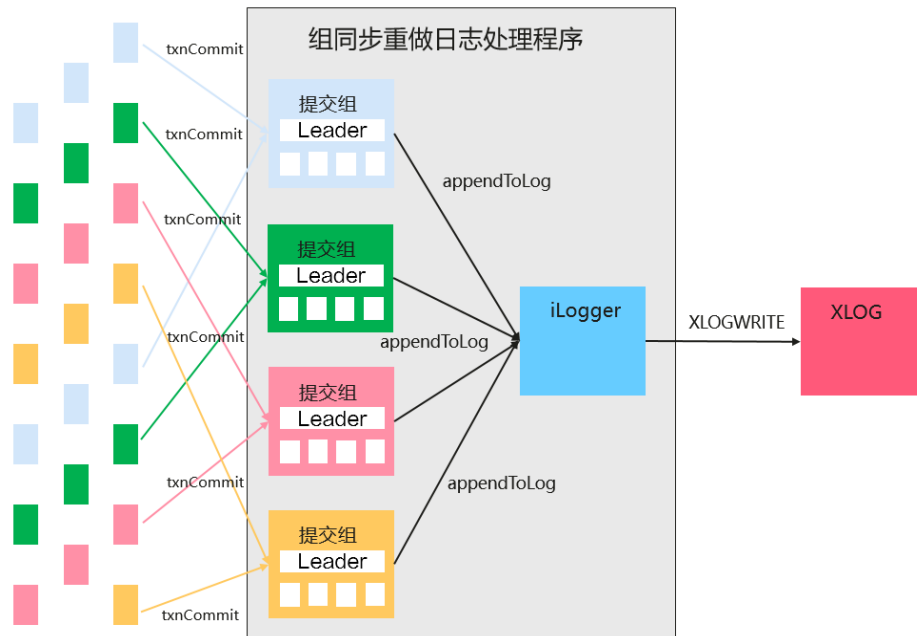 组同步重做日志处理程序
txnCommit
提交组
Leader
txnCommit
appendToLog
txnCommit
提交组
Leader
iLogger
XLOGWRITE
XLOG
txnCommit
appendToLog
提交组
Leader
txnCommit
appendToLog
提交组
Leader
txnCommit